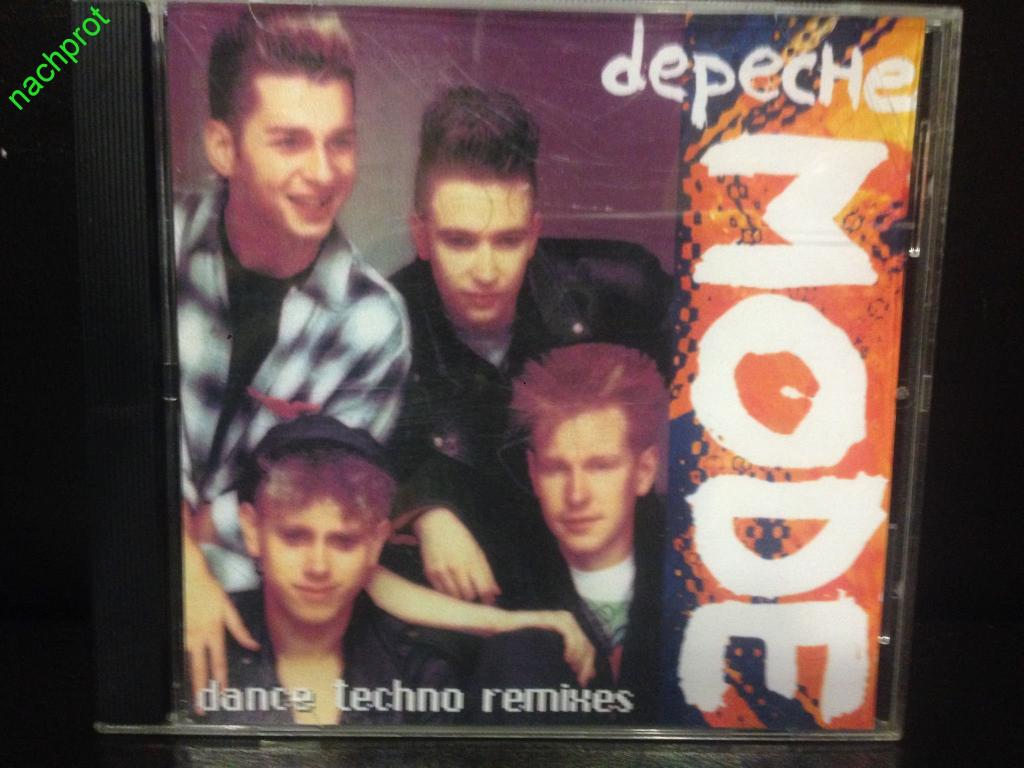 nachprot
depecHe
MODE
dance techno remixes